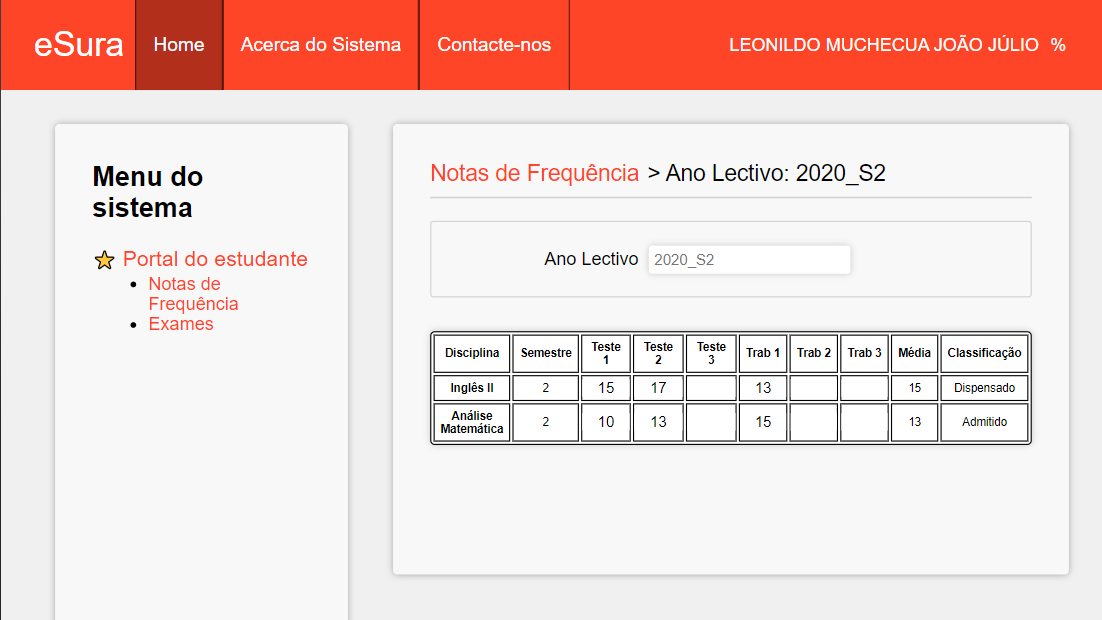 eSura Home Acerca do Sistema Contacte-nos LEONILDO MUCHECUA JOÃO JÚLIO %
Menu do
sistema
Portal do estudante
Notas de
Frequência
Exames
Notas de Frequência > Ano Lectivo: 2020_S2
Ano Lectivo 2020_S2
Disciplina Semestre Teste 1 Teste 2 Teste 3 Trab 1 Trab 2 Trab 3 Média Classificação
Inglês II 2 15 17 13 15 Dispensado
Análise Matemática 2 10 13 15 13 Admitido